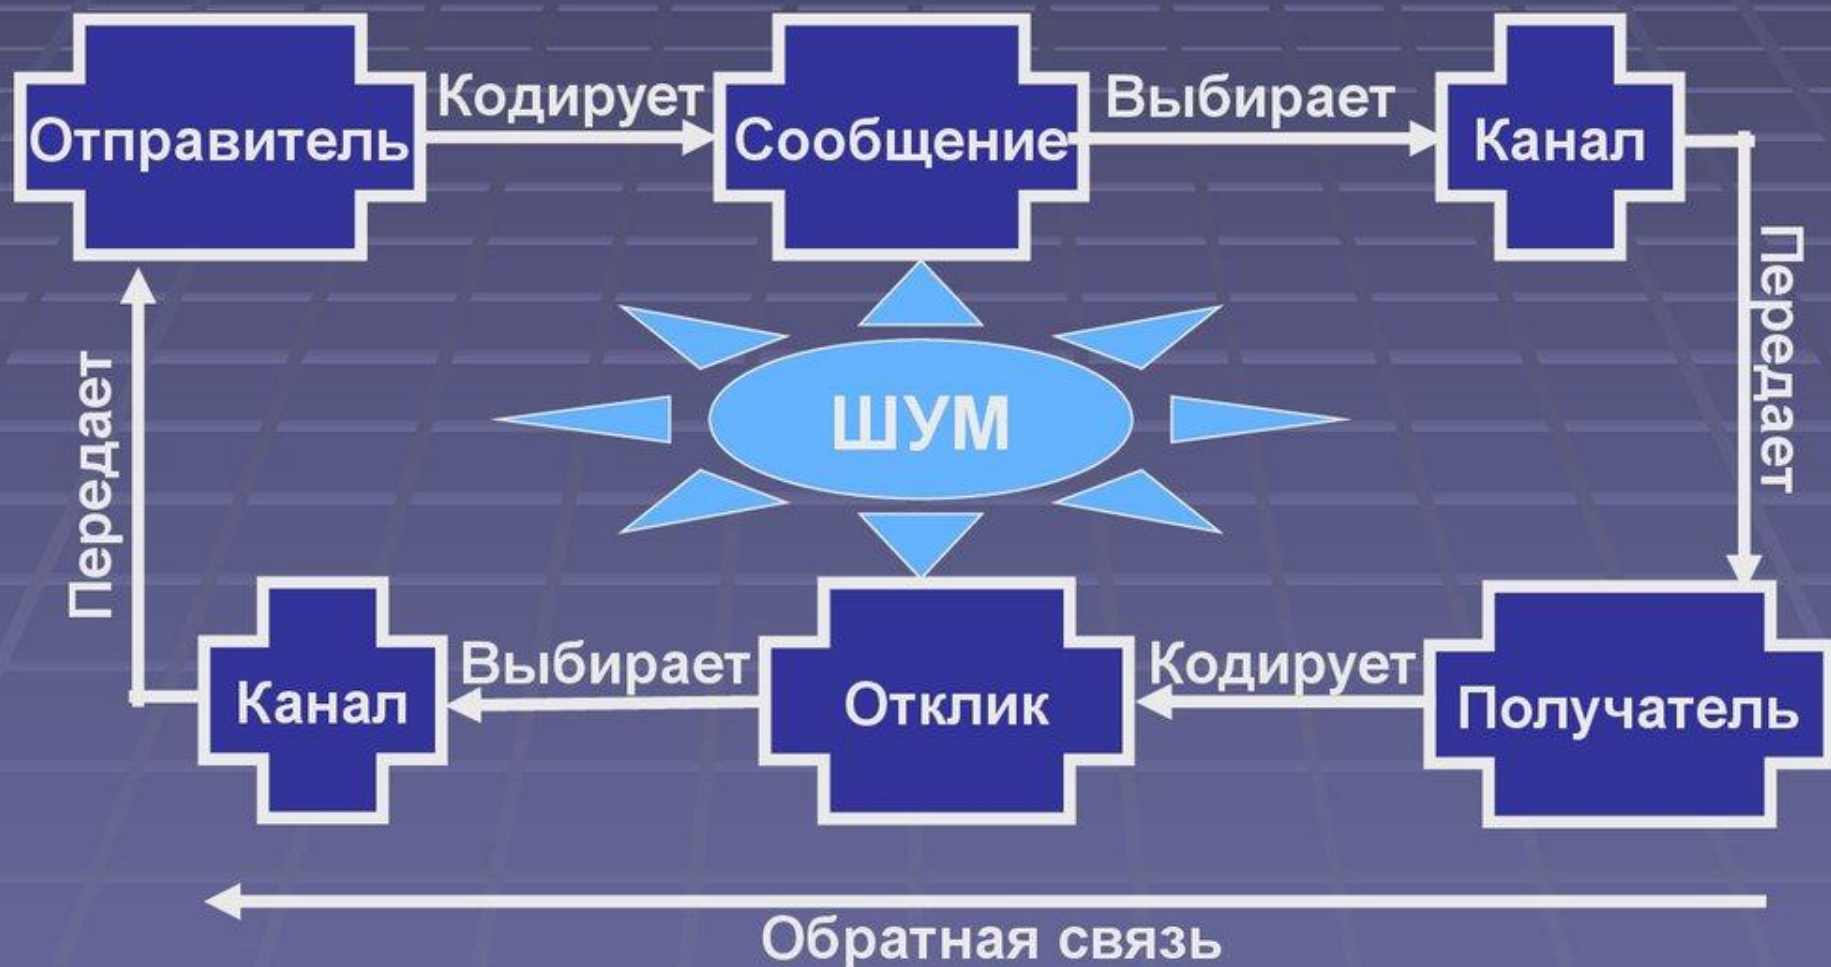 Отправитель
Кодирует
Сообщение
Выбирает
Канал
Передает
ШУМ
Передает
Канал
Выбирает
Отклик
Кодирует
Получатель
Обратная связь